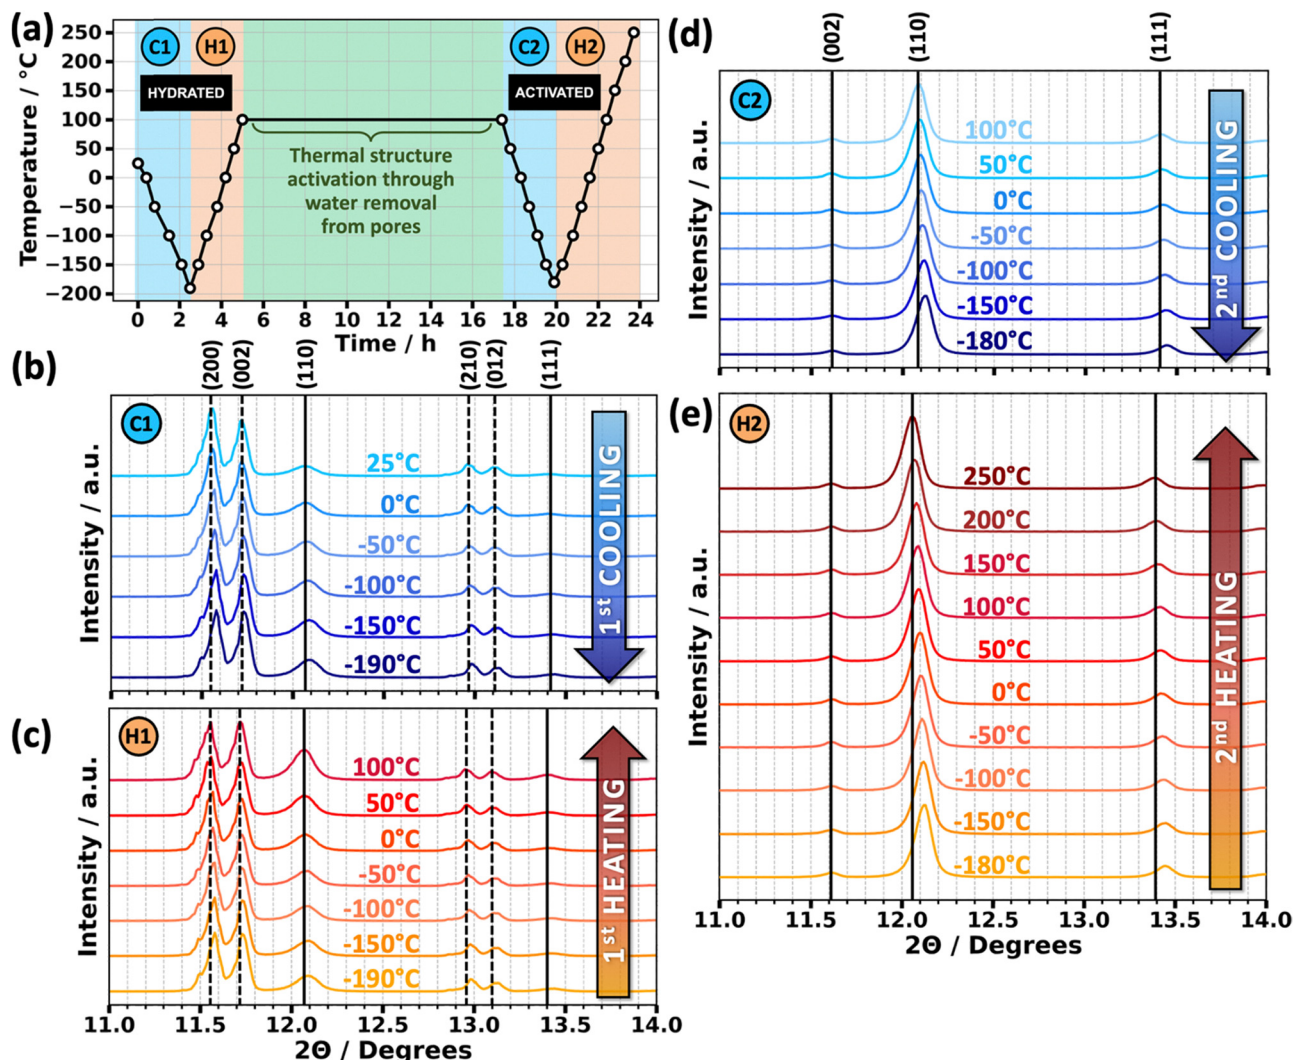 (a)
Temperature / °C
250
200
150
100
50
0
−50
−100
−150
−200
C1
H1
HYDRATED
C2
H2
ACTIVATED
Thermal structure
activation through
water removal
from pores
0 2 4 6 8 10 12 14 16 18 20 22 24
Time / h
(b)
(200)
(002)
(110)
(210)
(012)
(111)
C1
Intensity / a.u.
25°C
0°C
-50°C
-100°C
-150°C
-190°C
1st COOLING
(c)
H1
Intensity / a.u.
100°C
50°C
0°C
-50°C
-100°C
-150°C
-190°C
1st HEATING
11.0 11.5 12.0 12.5 13.0 13.5 14.0
2Θ / Degrees
(d)
(002)
(110)
(111)
C2
Intensity / a.u.
100°C
50°C
0°C
-50°C
-100°C
-150°C
-180°C
2nd COOLING
(e)
H2
Intensity / a.u.
250°C
200°C
150°C
100°C
50°C
0°C
-50°C
-100°C
-150°C
-180°C
2nd HEATING
11.0 11.5 12.0 12.5 13.0 13.5 14.0
2Θ / Degrees